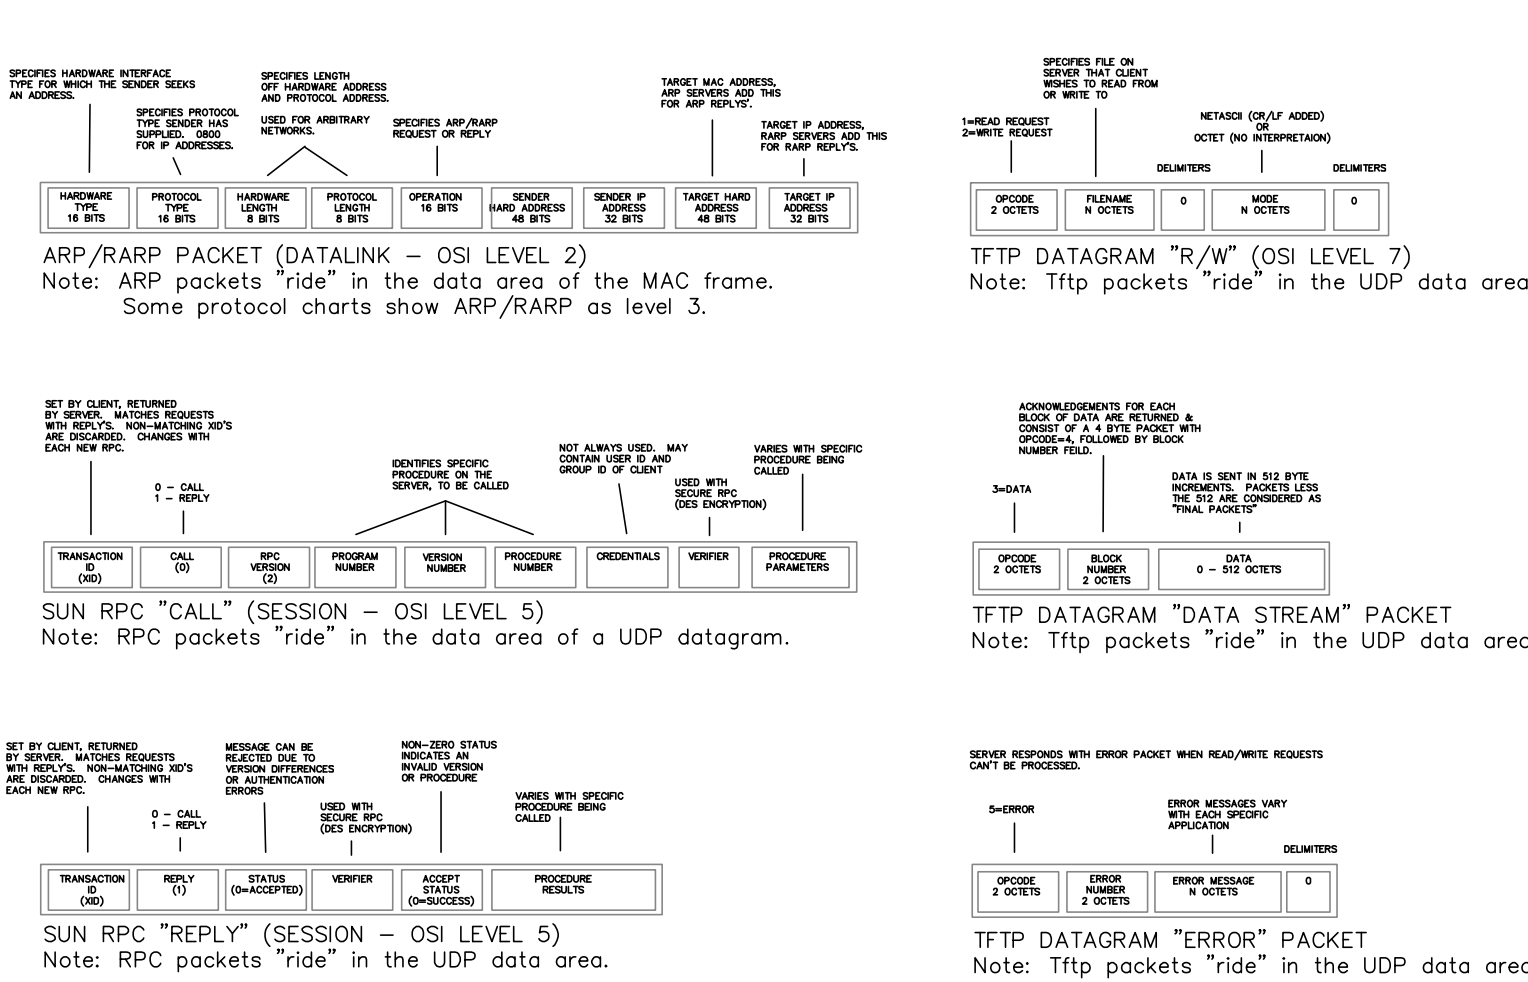 SPECIFIES HARDWARE INTERFACE
TYPE FOR WHICH THE SENDER SEEKS
AN ADDRESS.
SPECIFIES PROTOCOL
TYPE SENDER HAS
SUPPLIED. 0800
FOR IP ADDRESSES.
SPECIFIES LENGTH
OFF HARDWARE ADDRESS
AND PROTOCOL ADDRESS.
USED FOR ARBITRARY
NETWORKS.
SPECIFIES ARP/RARP
REQUEST OR REPLY
TARGET MAC ADDRESS,
ARP SERVERS ADD THIS
FOR ARP REPLYS'.
TARGET IP ADDRESS,
RARP SERVERS ADD THIS
FOR RARP REPLY'S.
HARDWARE
TYPE
16 BITS
PROTOCOL
TYPE
16 BITS
HARDWARE
LENGTH
8 BITS
PROTOCOL
LENGTH
8 BITS
OPERATION
16 BITS
SENDER
HARD ADDRESS
48 BITS
SENDER IP
ADDRESS
32 BITS
TARGET HARD
ADDRESS
48 BITS
TARGET IP
ADDRESS
32 BITS
ARP/RARP PACKET (DATALINK – OSI LEVEL 2)
Note: ARP packets "ride" in the data area of the MAC frame.
Some protocol charts show ARP/RARP as level 3.
SPECIFIES FILE ON
SERVER THAT CLIENT
WISHES TO READ FROM
OR WRITE TO
1=READ REQUEST
2=WRITE REQUEST
NETASCII (CR/LF ADDED)
OR
OCTET (NO INTERPRETAION)
DELIMITERS
DELIMITERS
OPCODE
2 OCTETS
FILENAME
N OCTETS
0
MODE
N OCTETS
0
TFTP DATAGRAM "R/W" (OSI LEVEL 7)
Note: Tftp packets "ride" in the UDP data area
SET BY CLIENT, RETURNED
BY SERVER. MATCHES REQUESTS
WITH REPLY'S. NON–MATCHING XID'S
ARE DISCARDED. CHANGES WITH
EACH NEW RPC.
0 – CALL
1 – REPLY
IDENTIFIES SPECIFIC
PROCEDURE ON THE
SERVER, TO BE CALLED
NOT ALWAYS USED. MAY
CONTAIN USER ID AND
GROUP ID OF CLIENT
USED WITH
SECURE RPC
(DES ENCRYPTION)
VARIES WITH SPECIFIC
PROCEDURE BEING
CALLED
TRANSACTION
ID
(XID)
CALL
(0)
RPC
VERSION
(2)
PROGRAM
NUMBER
VERSION
NUMBER
PROCEDURE
NUMBER
CREDENTIALS
VERIFIER
PROCEDURE
PARAMETERS
SUN RPC "CALL" (SESSION – OSI LEVEL 5)
Note: RPC packets "ride" in the data area of a UDP datagram.
ACKNOWLEDGEMENTS FOR EACH
BLOCK OF DATA ARE RETURNED &
CONSIST OF A 4 BYTE PACKET WITH
OPCODE=4, FOLLOWED BY BLOCK
NUMBER FEILD.
3=DATA
DATA IS SENT IN 512 BYTE
INCREMENTS. PACKETS LESS
THE 512 ARE CONSIDERED AS
"FINAL PACKETS"
OPCODE
2 OCTETS
BLOCK
NUMBER
2 OCTETS
DATA
0 – 512 OCTETS
TFTP DATAGRAM "DATA STREAM" PACKET
Note: Tftp packets "ride" in the UDP data area
SET BY CLIENT, RETURNED
BY SERVER. MATCHES REQUESTS
WITH REPLY'S. NON–MATCHING XID'S
ARE DISCARDED. CHANGES WITH
EACH NEW RPC.
0 – CALL
1 – REPLY
MESSAGE CAN BE
REJECTED DUE TO
VERSION DIFFERENCES
OR AUTHENTICATION
ERRORS
USED WITH
SECURE RPC
(DES ENCRYPTION)
NON–ZERO STATUS
INDICATES AN
INVALID VERSION
OR PROCEDURE
VARIES WITH SPECIFIC
PROCEDURE BEING
CALLED
TRANSACTION
ID
(XID)
REPLY
(1)
STATUS
(0=ACCEPTED)
VERIFIER
ACCEPT
STATUS
(0=SUCCESS)
PROCEDURE
RESULTS
SUN RPC "REPLY" (SESSION – OSI LEVEL 5)
Note: RPC packets "ride" in the UDP data area.
SERVER RESPONDS WITH ERROR PACKET WHEN READ/WRITE REQUESTS
CAN'T BE PROCESSED.
5=ERROR
ERROR MESSAGES VARY
WITH EACH SPECIFIC
APPLICATION
DELIMITERS
OPCODE
2 OCTETS
ERROR
NUMBER
2 OCTETS
ERROR MESSAGE
N OCTETS
0
TFTP DATAGRAM "ERROR" PACKET
Note: Tftp packets "ride" in the UDP data area